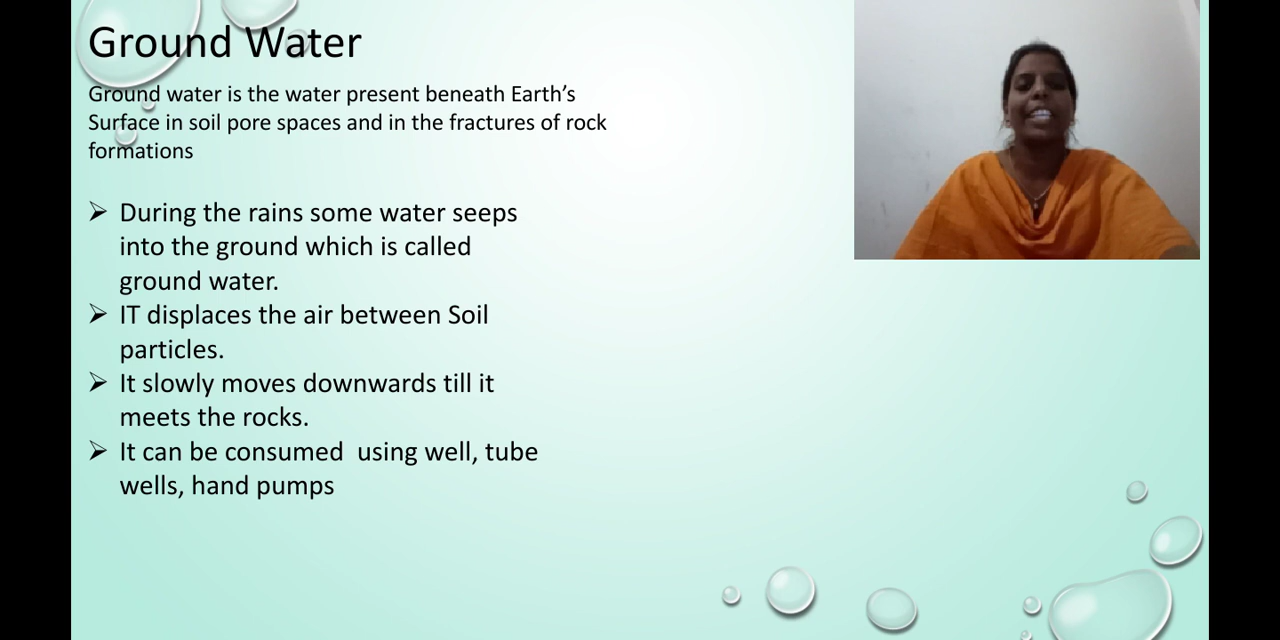 Ground Water
Ground water is the water present beneath Earth’s
Surface in soil pore spaces and in the fractures of rock
formations
➢ During the rains some water seeps
into the ground which is called
ground water.
➢ IT displaces the air between Soil
particles.
➢ It slowly moves downwards till it
meets the rocks.
➢ It can be consumed  using well, tube
wells, hand pumps